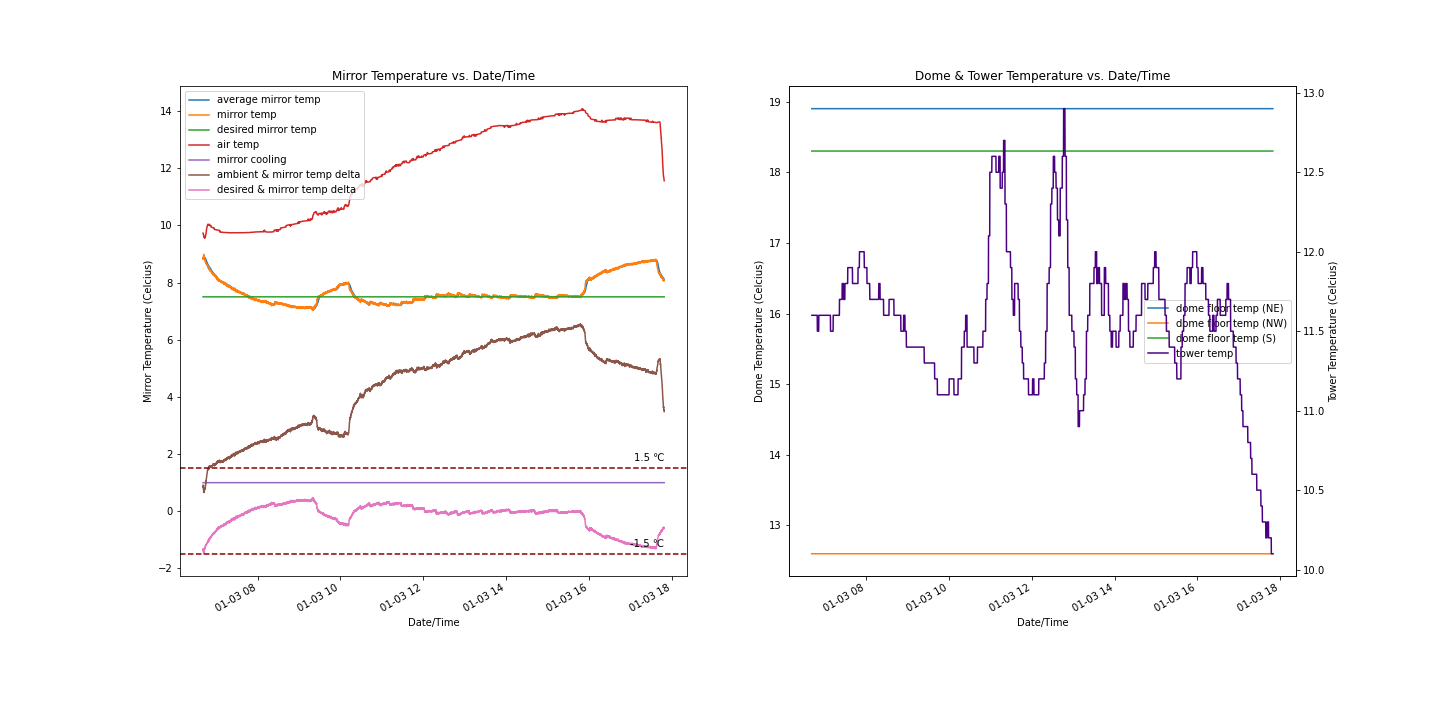 Mirror Temperature vs. Date/Time
average mirror temp
mirror temp
desired mirror temp
air temp
mirror cooling
ambient & mirror temp delta
desired & mirror temp delta
14
12
10
8
6
4
2
0
−2
Mirror Temperature (Celcius)
1.5 °C
-1.5 °C
01-03 08
01-03 10
01-03 12
01-03 14
01-03 16
01-03 18
Date/Time
Dome & Tower Temperature vs. Date/Time
19
18
17
16
15
14
13
Dome Temperature (Celcius)
dome floor temp (NE)
dome floor temp (NW)
dome floor temp (S)
tower temp
13.0
12.5
12.0
11.5
11.0
10.5
10.0
Tower Temperature (Celcius)
01-03 08
01-03 10
01-03 12
01-03 14
01-03 16
01-03 18
Date/Time